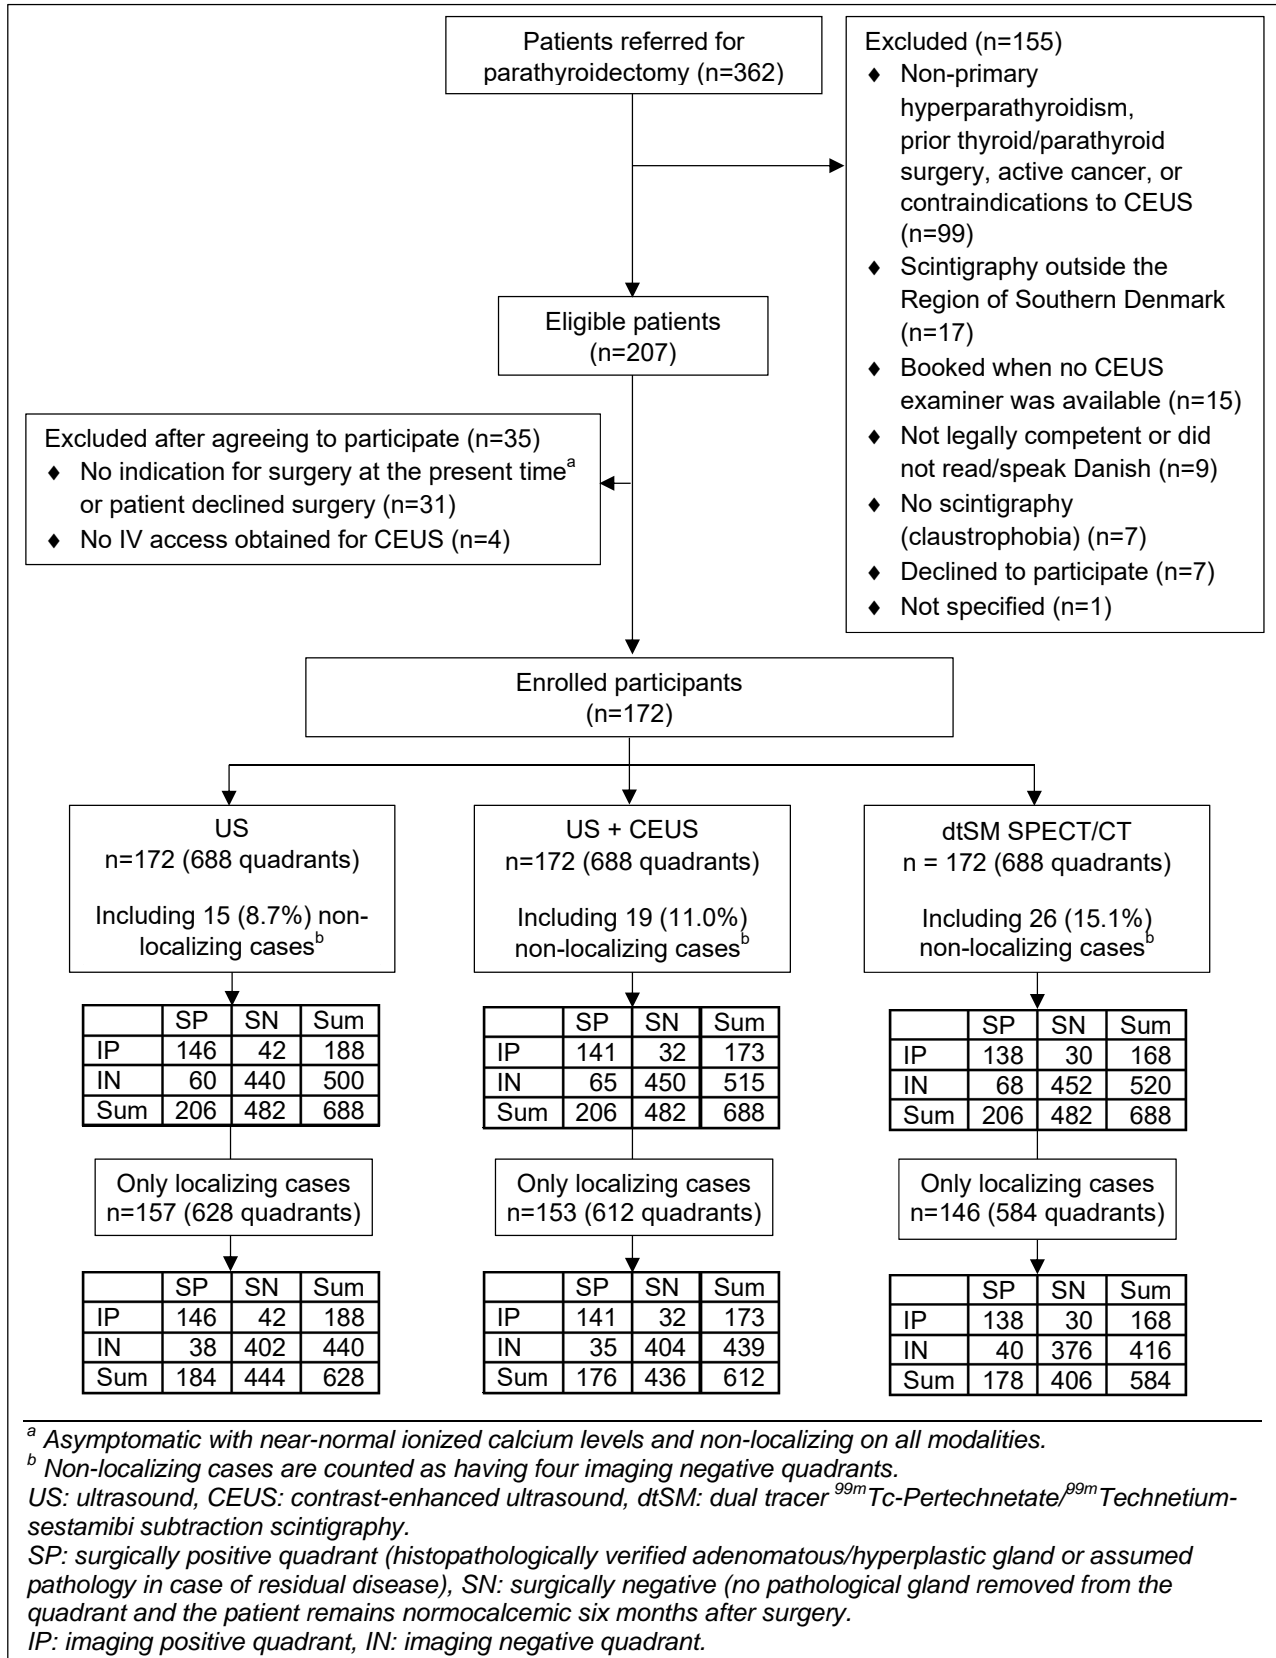 Patients referred for
parathyroidectomy (n=362)
Excluded (n=155)
♦ Non-primary
hyperparathyroidism,
prior thyroid/parathyroid
surgery, active cancer, or
contraindications to CEUS
(n=99)
♦ Scintigraphy outside the
Region of Southern Denmark
(n=17)
♦ Booked when no CEUS
examiner was available (n=15)
♦ Not legally competent or did
not read/speak Danish (n=9)
♦ No scintigraphy
(claustrophobia) (n=7)
♦ Declined to participate (n=7)
♦ Not specified (n=1)
Eligible patients
(n=207)
Excluded after agreeing to participate (n=35)
♦ No indication for surgery at the present time^a
or patient declined surgery (n=31)
♦ No IV access obtained for CEUS (n=4)
Enrolled participants
(n=172)
US
n=172 (688 quadrants)
Including 15 (8.7%) non-
localizing cases^b
US + CEUS
n=172 (688 quadrants)
Including 19 (11.0%)
non-localizing cases^b
dtSM SPECT/CT
n = 172 (688 quadrants)
Including 26 (15.1%)
non-localizing cases^b
SP SN Sum
IP 146 42 188
IN 60 440 500
Sum 206 482 688
SP SN Sum
IP 141 32 173
IN 65 450 515
Sum 206 482 688
SP SN Sum
IP 138 30 168
IN 68 452 520
Sum 206 482 688
Only localizing cases
n=157 (628 quadrants)
Only localizing cases
n=153 (612 quadrants)
Only localizing cases
n=146 (584 quadrants)
SP SN Sum
IP 146 42 188
IN 38 402 440
Sum 184 444 628
SP SN Sum
IP 141 32 173
IN 35 404 439
Sum 176 436 612
SP SN Sum
IP 138 30 168
IN 40 376 416
Sum 178 406 584
^a Asymptomatic with near-normal ionized calcium levels and non-localizing on all modalities.
^b Non-localizing cases are counted as having four imaging negative quadrants.
US: ultrasound, CEUS: contrast-enhanced ultrasound, dtSM: dual tracer ^99mTc-Pertechnetate/^99mTechnetium-
sestamibi subtraction scintigraphy.
SP: surgically positive quadrant (histopathologically verified adenomatous/hyperplastic gland or assumed
pathology in case of residual disease), SN: surgically negative (no pathological gland removed from the
quadrant and the patient remains normocalcemic six months after surgery.
IP: imaging positive quadrant, IN: imaging negative quadrant.